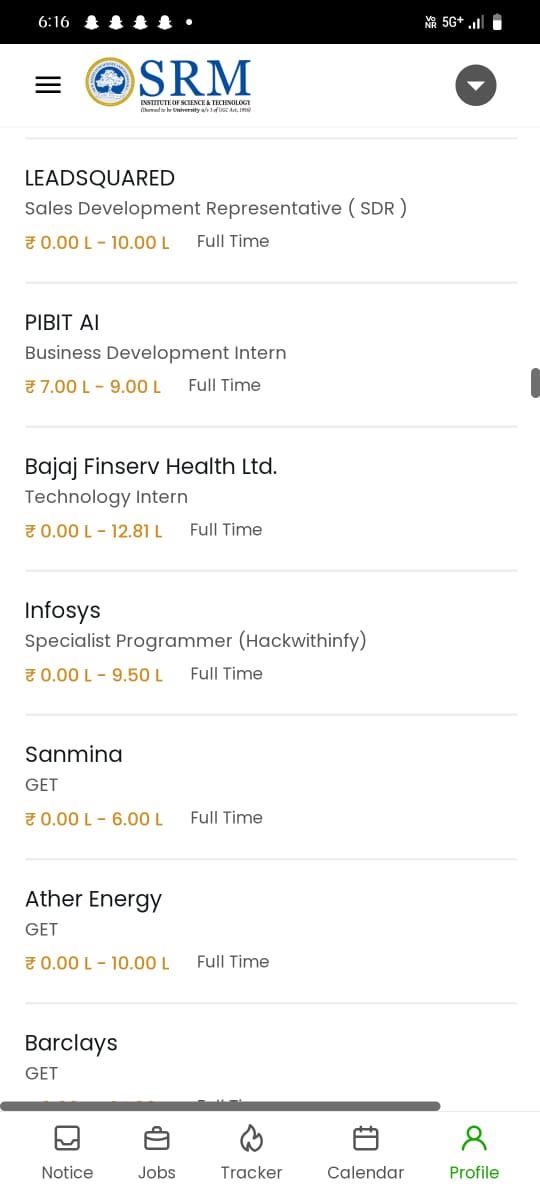 6:16
Vo NR 5G+
SRM
INSTITUTE OF SCIENCE & TECHNOLOGY
(Deemed to be University u/s 3 of UGC Act, 1956)
LEADSQUARED
Sales Development Representative ( SDR )
₹ 0.00 L - 10.00 L Full Time
PIBIT AI
Business Development Intern
₹ 7.00 L - 9.00 L Full Time
Bajaj Finserv Health Ltd.
Technology Intern
₹ 0.00 L - 12.81 L Full Time
Infosys
Specialist Programmer (Hackwithinfy)
₹ 0.00 L - 9.50 L Full Time
Sanmina
GET
₹ 0.00 L - 6.00 L Full Time
Ather Energy
GET
₹ 0.00 L - 10.00 L Full Time
Barclays
GET
Notice Jobs Tracker Calendar Profile